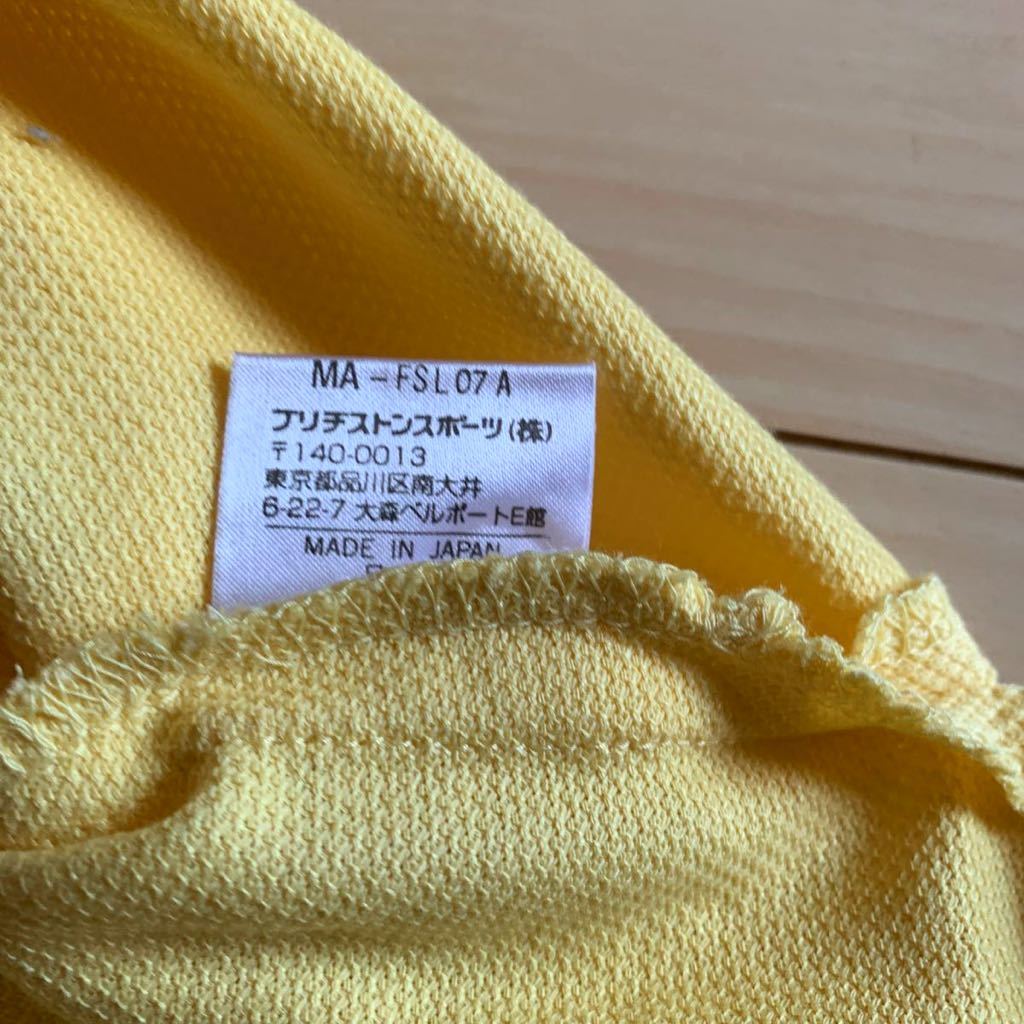 MA-FSL07A
ブリヂストンスポーツ(株)
〒140-0013
東京都品川区南大井
6-22-7 大森ベルポートE館
MADE IN JAPAN